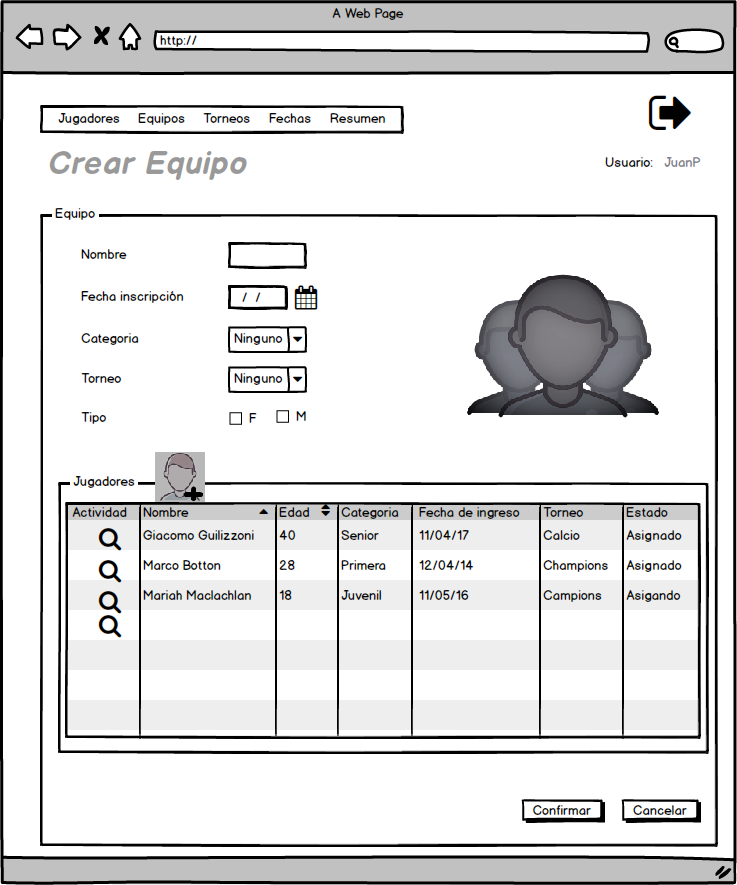 A Web Page
http://
Jugadores Equipos Torneos Fechas Resumen
Crear Equipo
Usuario: JuanP
Equipo
Nombre
Fecha inscripción / /
Categoria Ninguno
Torneo Ninguno
Tipo F M
Jugadores
Actividad Nombre Edad Categoria Fecha de ingreso Torneo Estado
Giacomo Guilizzoni 40 Senior 11/04/17 Calcio Asignado
Marco Botton 28 Primera 12/04/14 Champions Asignado
Mariah Maclachlan 18 Juvenil 11/05/16 Campions Asigando
Confirmar Cancelar